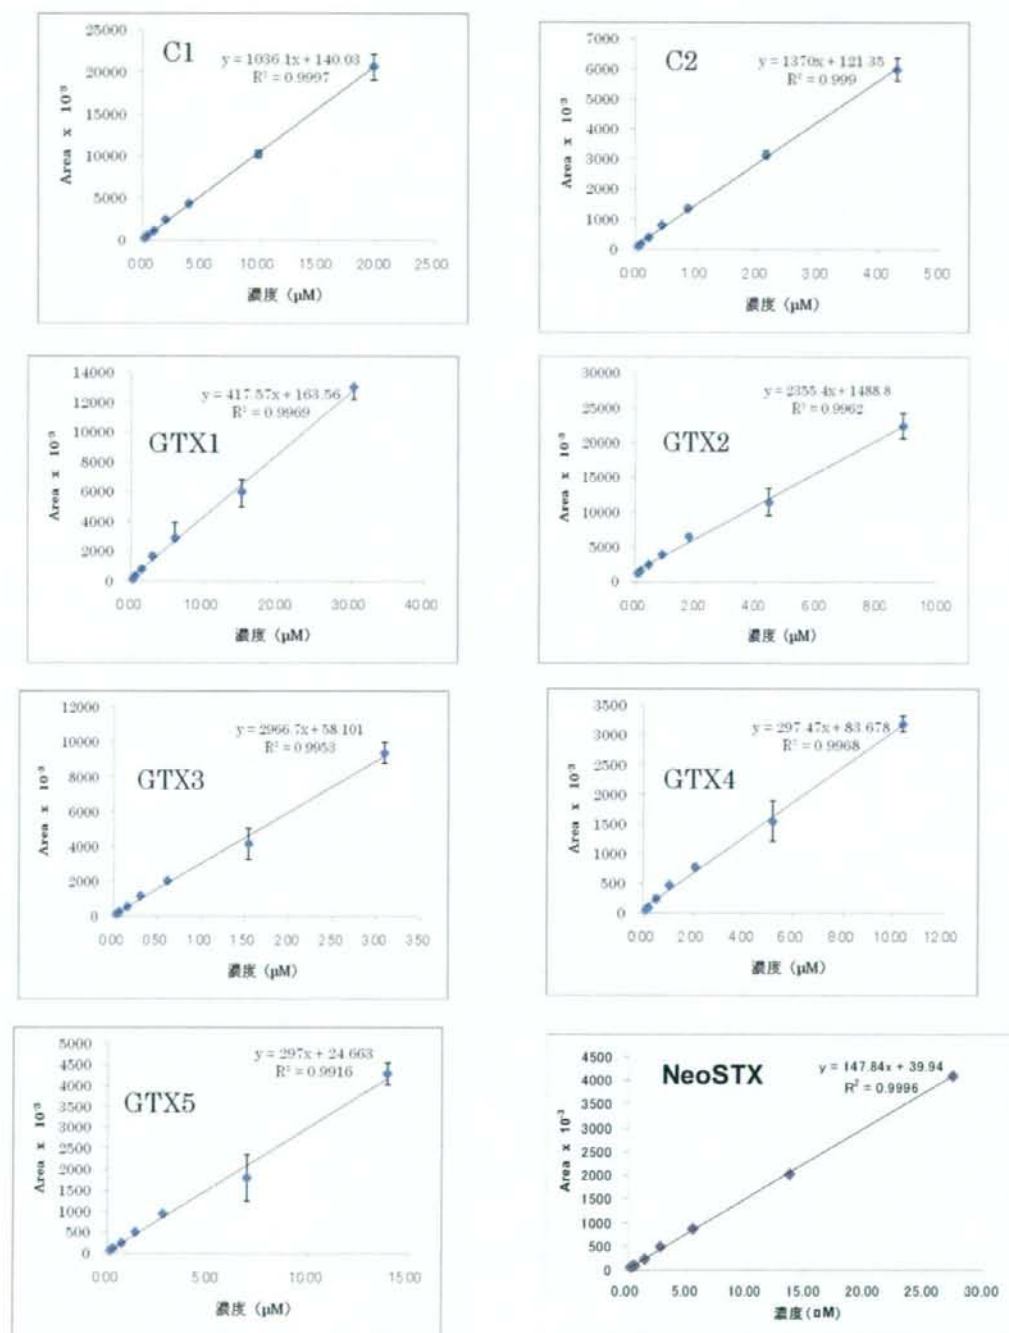 C1
y = 1036.1x + 140.03
R² = 0.9997
Area x 10⁻³
25000
20000
15000
10000
5000
0
0.00 5.00 10.00 15.00 20.00 25.00
濃度 (μM)
C2
y = 1370x + 121.35
R² = 0.999
Area x 10⁻³
7000
6000
5000
4000
3000
2000
1000
0
0.00 1.00 2.00 3.00 4.00 5.00
濃度 (μM)
GTX1
y = 417.57x + 163.56
R² = 0.9969
Area x 10⁻³
14000
12000
10000
8000
6000
4000
2000
0
0.00 10.00 20.00 30.00 40.00
濃度 (μM)
GTX2
y = 2355.4x + 1488.8
R² = 0.9962
Area x 10⁻³
30000
25000
20000
15000
10000
5000
0
0.00 2.00 4.00 6.00 8.00 10.00
濃度 (μM)
GTX3
y = 2966.7x + 58.101
R² = 0.9953
Area x 10⁻³
12000
10000
8000
6000
4000
2000
0
0.00 0.50 1.00 1.50 2.00 2.50 3.00 3.50
濃度 (μM)
GTX4
y = 297.47x + 83.678
R² = 0.9968
Area x 10⁻³
3500
3000
2500
2000
1500
1000
500
0
0.00 2.00 4.00 6.00 8.00 10.00 12.00
濃度 (μM)
GTX5
y = 297x + 24.663
R² = 0.9916
Area x 10⁻³
5000
4500
4000
3500
3000
2500
2000
1500
1000
500
0
0.00 5.00 10.00 15.00
濃度 (μM)
NeoSTX
y = 147.84x + 39.94
R² = 0.9996
Area x 10⁻³
4500
4000
3500
3000
2500
2000
1500
1000
500
0
0.00 5.00 10.00 15.00 20.00 25.00 30.00
濃度(¤M)